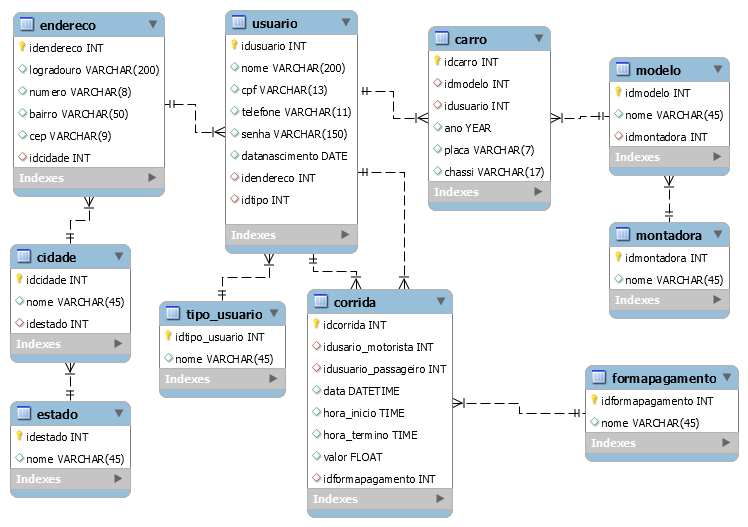 endereco
idendereco INT
logradouro VARCHAR(200)
numero VARCHAR(8)
bairro VARCHAR(50)
cep VARCHAR(9)
idcidade INT
Indexes
usuario
idusuario INT
nome VARCHAR(200)
cpf VARCHAR(13)
telefone VARCHAR(11)
senha VARCHAR(150)
datanascimento DATE
idendereco INT
idtipo INT
Indexes
carro
idcarro INT
idmodelo INT
idusuario INT
ano YEAR
placa VARCHAR(7)
chassi VARCHAR(17)
Indexes
modelo
idmodelo INT
nome VARCHAR(45)
idmontadora INT
Indexes
montadora
idmontadora INT
nome VARCHAR(45)
Indexes
cidade
idcidade INT
nome VARCHAR(45)
idestado INT
Indexes
tipo_usuario
idtipo_usuario INT
nome VARCHAR(45)
Indexes
corrida
idcorrida INT
idusario_motorista INT
idusuario_passageiro INT
data DATETIME
hora_inicio TIME
hora_termino TIME
valor FLOAT
idformapagamento INT
Indexes
formapagamento
idformapagamento INT
nome VARCHAR(45)
Indexes
estado
idestado INT
nome VARCHAR(45)
Indexes